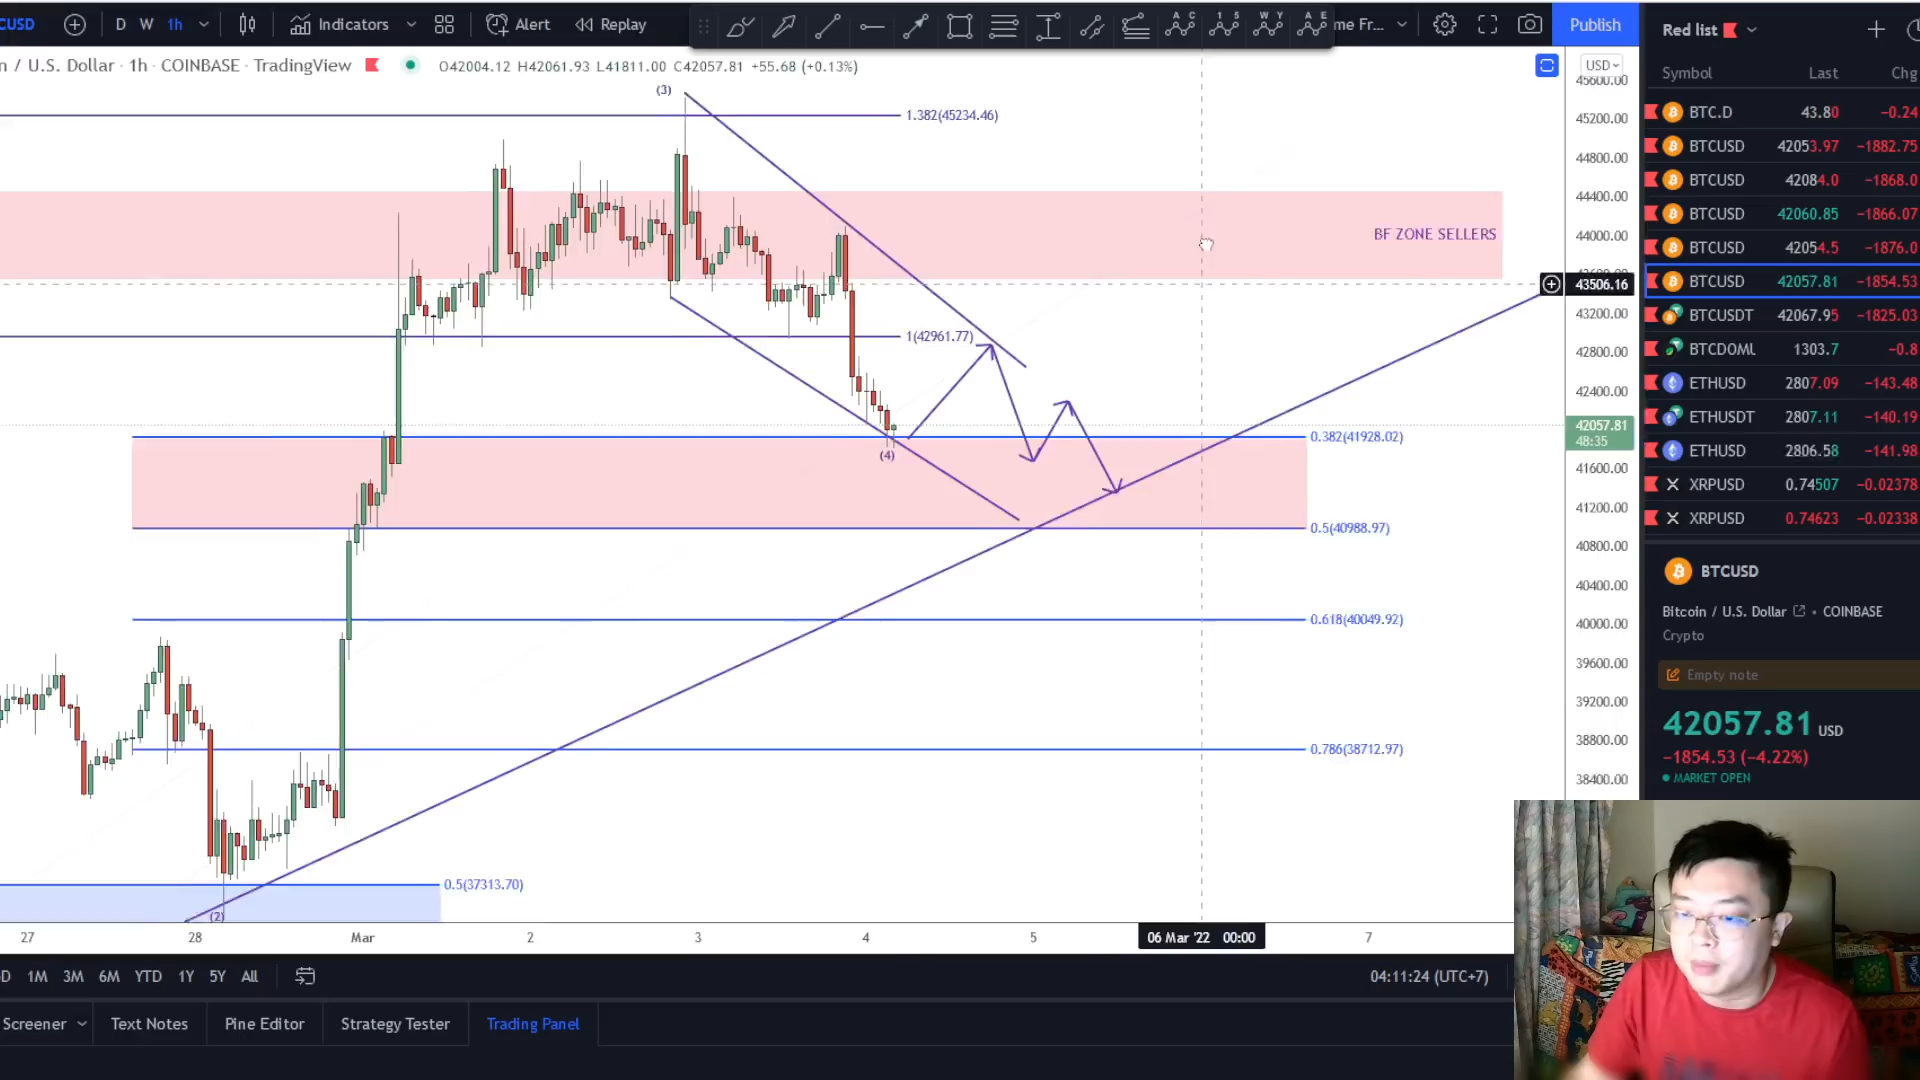 CUSD D W 1h Indicators Alert Replay me Fr... Publish
n / U.S. Dollar · 1h · COINBASE · TradingView O42004.12 H42061.93 L41811.00 C42057.81 +55.68 (+0.13%)
USD
45600.00
45200.00
44800.00
44400.00
44000.00
43506.16
43200.00
42800.00
42400.00
42057.81
48:35
41600.00
41200.00
40800.00
40400.00
40000.00
39600.00
39200.00
38800.00
38400.00
(3)
1.382(45234.46)
BF ZONE SELLERS
1(42961.77)
0.382(41928.02)
(4)
0.5(40988.97)
0.618(40049.92)
0.786(38712.97)
0.5(37313.70)
(2)
27 28 Mar 2 3 4 5 06 Mar '22 00:00 7
D 1M 3M 6M YTD 1Y 5Y All 04:11:24 (UTC+7)
Screener Text Notes Pine Editor Strategy Tester Trading Panel
Red list
Symbol Last Chg
BTC.D 43.80 −0.24
BTCUSD 42053.97 −1882.75
BTCUSD 42084.0 −1868.0
BTCUSD 42060.85 −1866.07
BTCUSD 42054.5 −1876.0
BTCUSD 42057.81 −1854.53
BTCUSDT 42067.95 −1825.03
BTCDOMU 1303.7 −0.8
ETHUSD 2807.09 −143.48
ETHUSDT 2807.11 −140.19
ETHUSD 2806.58 −141.98
XRPUSD 0.74507 −0.02378
XRPUSD 0.74623 −0.02338
BTCUSD
Bitcoin / U.S. Dollar • COINBASE
Crypto
Empty note
42057.81 USD
−1854.53 (−4.22%)
MARKET OPEN